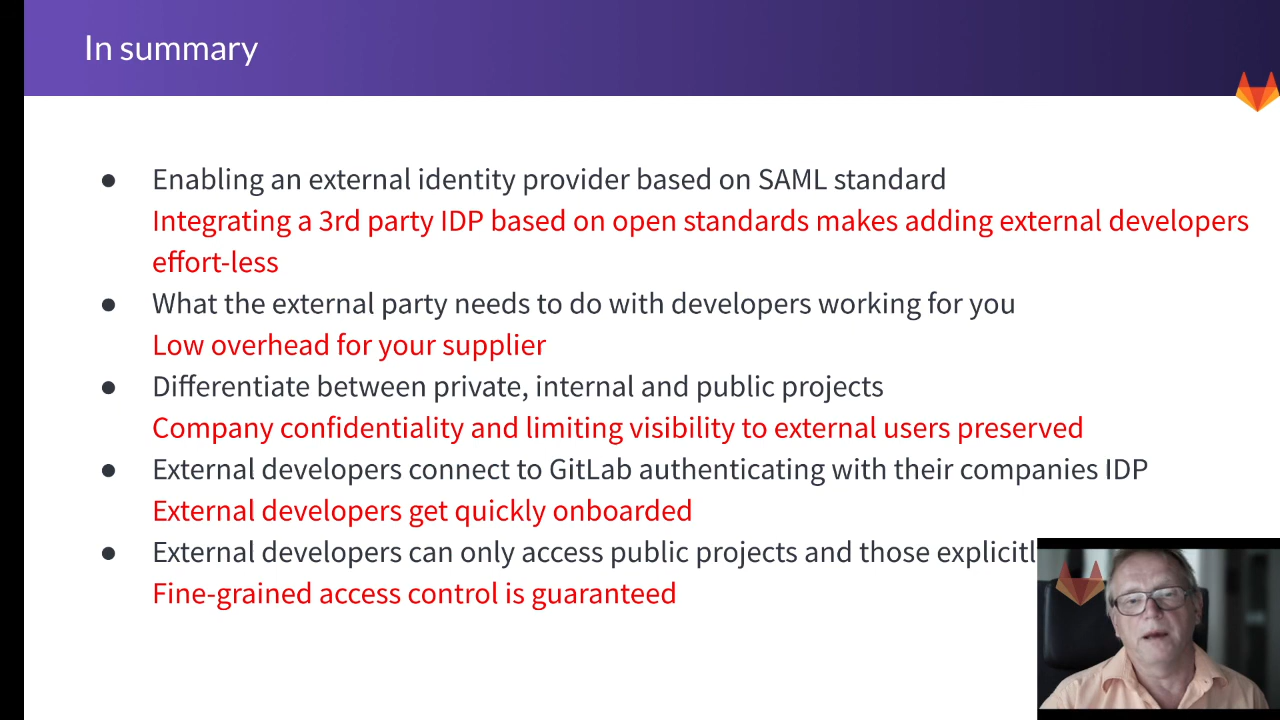 In summary
● Enabling an external identity provider based on SAML standard
Integrating a 3rd party IDP based on open standards makes adding external developers
effort-less
● What the external party needs to do with developers working for you
Low overhead for your supplier
● Differentiate between private, internal and public projects
Company confidentiality and limiting visibility to external users preserved
● External developers connect to GitLab authenticating with their companies IDP
External developers get quickly onboarded
● External developers can only access public projects and those
Fine-grained access control is guaranteed